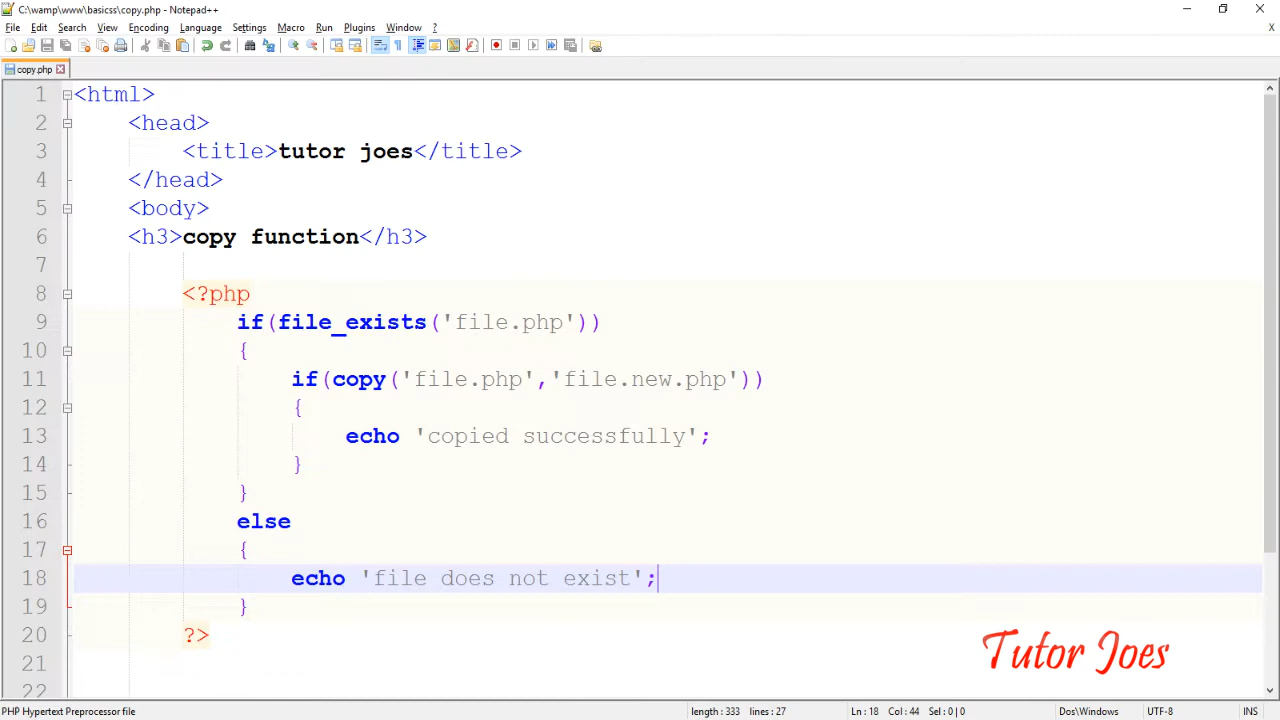 C:\wamp\www\basicss\copy.php - Notepad++
File Edit Search View Encoding Language Settings Macro Run Plugins Window ? X
copy.php
1 <html>
2 <head>
3 <title>tutor joes</title>
4 </head>
5 <body>
6 <h3>copy function</h3>
7
8 <?php
9 if(file_exists('file.php'))
10 {
11 if(copy('file.php','file.new.php'))
12 {
13 echo 'copied successfully';
14 }
15 }
16 else
17 {
18 echo 'file does not exist';
19 }
20 ?>
21
22
Tutor Joes
PHP Hypertext Preprocessor file length : 333 lines : 27 Ln : 18 Col : 44 Sel : 0 | 0 Dos\Windows UTF-8 INS